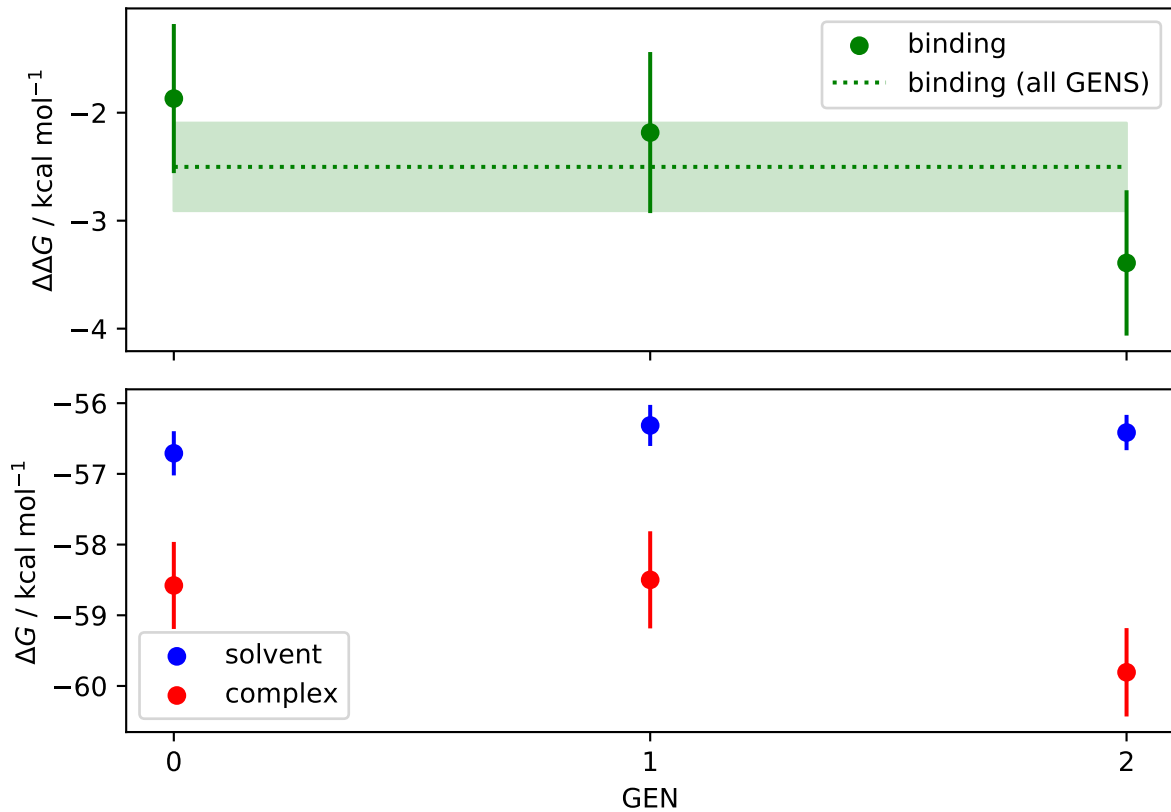 binding
binding (all GENS)
−2
−3
−4
ΔΔG / kcal mol⁻¹
−56
−57
−58
−59
−60
ΔG / kcal mol⁻¹
solvent
complex
0
1
2
GEN